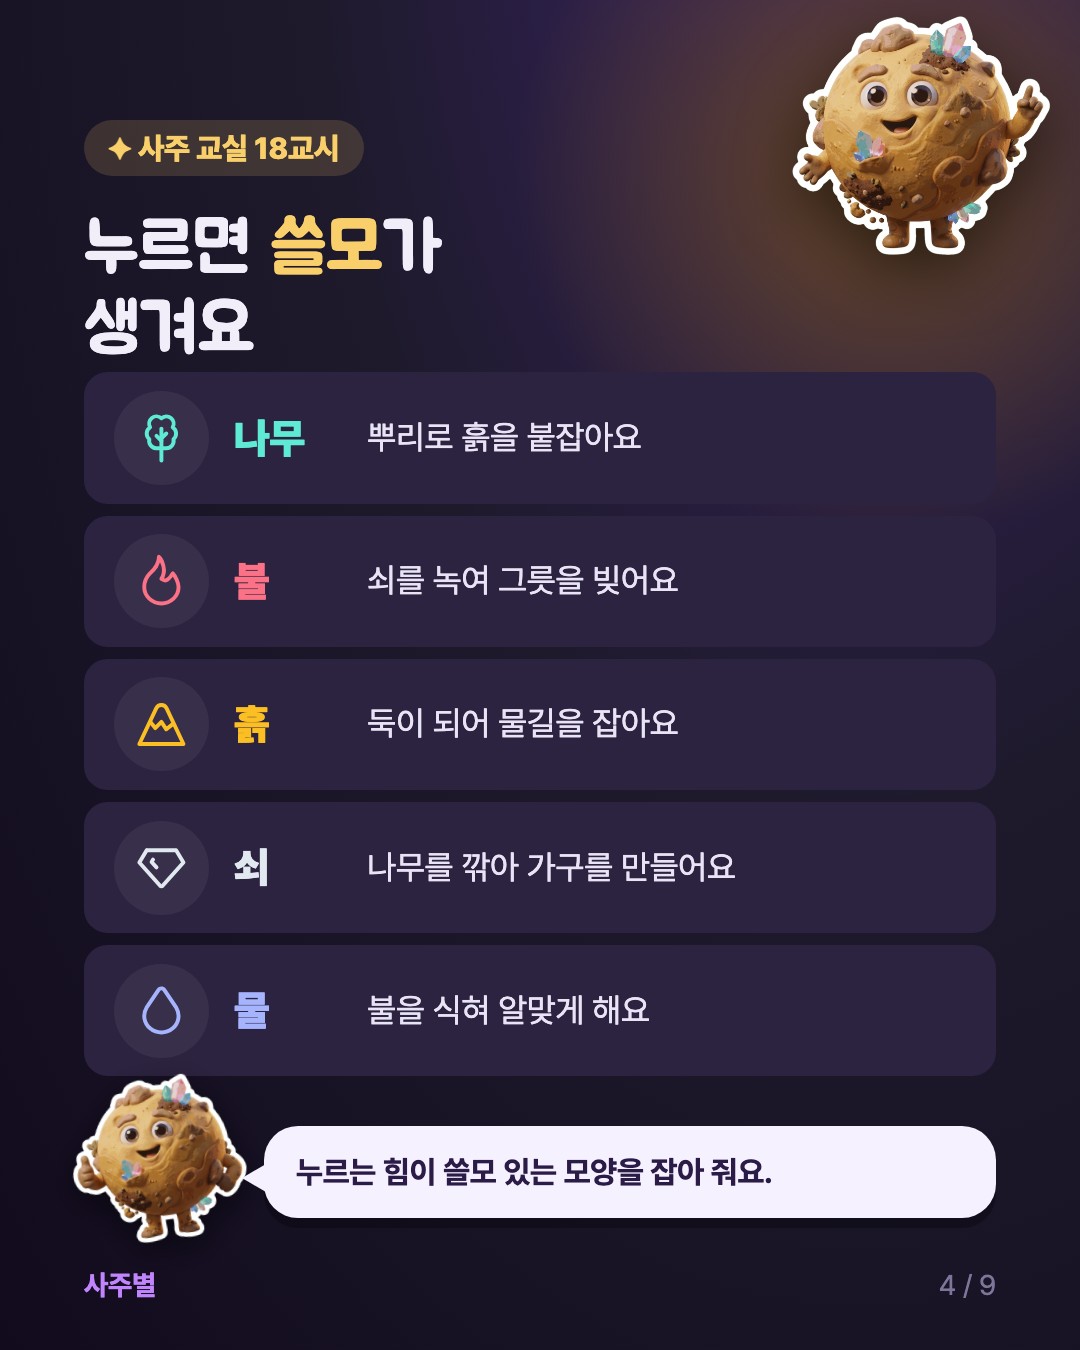 사주 교실 18교시
누르면 쓸모가
생겨요
나무 뿌리로 흙을 붙잡아요
불 쇠를 녹여 그릇을 빚어요
흙 둑이 되어 물길을 잡아요
쇠 나무를 깎아 가구를 만들어요
물 불을 식혀 알맞게 해요
누르는 힘이 쓸모 있는 모양을 잡아 줘요.
사주별
4 / 9